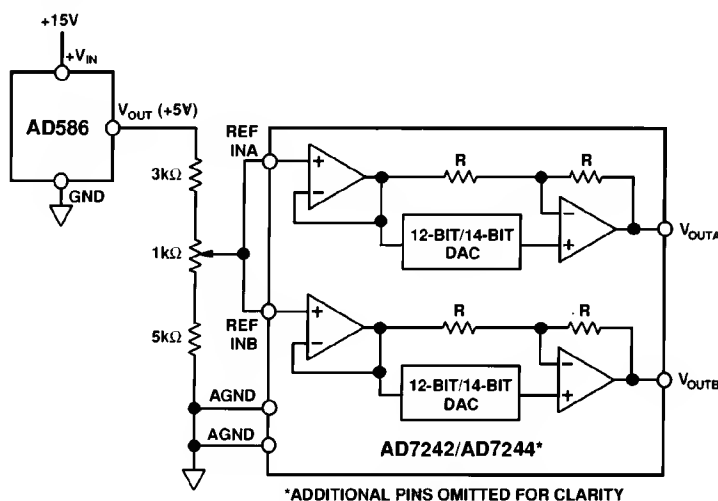 +15V
+VIN
AD586
VOUT (+5V)
GND
3kΩ
1kΩ
5kΩ
REF
INA
REF
INB
AGND
AGND
R
R
12-BIT/14-BIT
DAC
VOUTA
R
R
12-BIT/14-BIT
DAC
VOUTB
AD7242/AD7244*
*ADDITIONAL PINS OMITTED FOR CLARITY